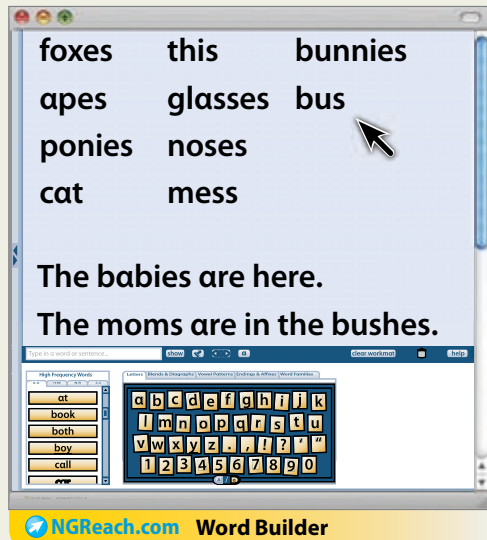 foxes this bunnies
apes glasses bus
ponies noses
cat mess
The babies are here.
The moms are in the bushes.
Type in a word or sentence... show a clear workmat help
High Frequency Words
Letters Blends & Digraphs Vowel Patterns Endings & Affixes Word Families
at
book
both
boy
call
a b c d e f g h i j k
l m n o p q r s t u
v w x y z . , ! ? ' "
1 2 3 4 5 6 7 8 9 0
NGReach.com Word Builder